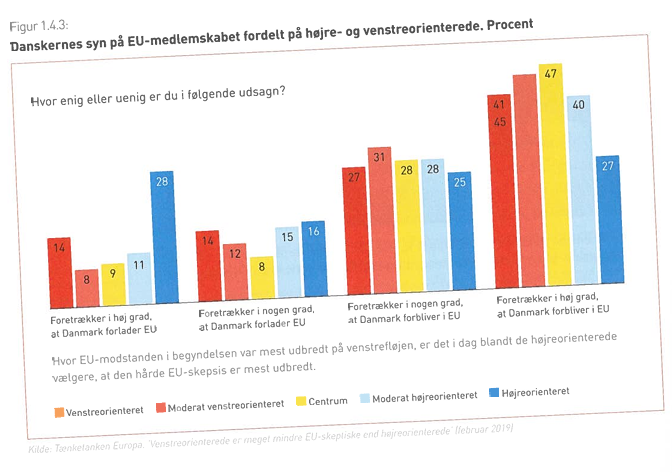 Figur 1.4.3:
Danskernes syn på EU-medlemskabet fordelt på højre- og venstreorienterede. Procent
Hvor enig eller uenig er du i følgende udsagn?
14
8
9
11
28
14
12
8
15
16
27
31
28
28
25
41
45
47
40
27
Foretrækker i høj grad,
at Danmark forlader EU
Foretrækker i nogen grad,
at Danmark forlader EU
Foretrækker i nogen grad,
at Danmark forbliver i EU
Foretrækker i høj grad,
at Danmark forbliver i EU
Hvor EU-modstanden i begyndelsen var mest udbredt på venstrefløjen, er det i dag blandt de højreorienterede
vælgere, at den hårde EU-skepsis er mest udbredt.
Venstreorienteret Moderat venstreorienteret Centrum Moderat højreorienteret Højreorienteret
Kilde: Tænketanken Europa. 'Venstreorienterede er meget mindre EU-skeptiske end højreorienterede' (februar 2019)